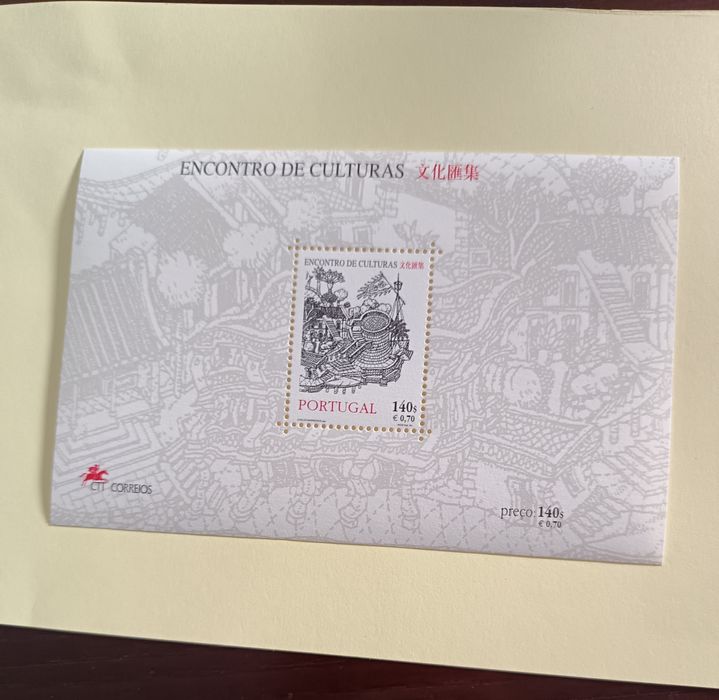 ENCONTRO DE CULTURAS 文化匯集
ENCONTRO DE CULTURAS 文化匯集
PORTUGAL 140$
€ 0,70
CTT CORREIOS
preço: 140$
€ 0,70